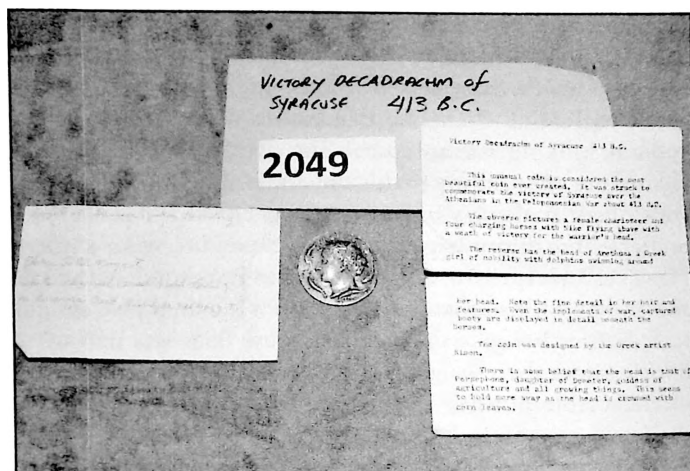 VICTORY DECADRACHM of
SYRACUSE 413 B.C.
2049
Victory Decadrachm of Syracuse 413 B.C.
This unusual coin is considered the most
beautiful coin ever created. It was struck to
commemorate the victory of Syracuse over the
Athenians in the Peloponnesian War about 413 B.C.
The obverse pictures a female charioteer and
four charging horses with Nike flying above with
a weath of victory for the warrior's head.
The reverse has the head of Arethusa a Greek
girl of nobility with dolphins swimming around
her head. Note the fine detail in her hair and
features. Even the implements of war, captured
booty are displayed in detail beneath the
horses.
The coin was designed by the Greek artist
Kimon.
There is some belief that the head is that of
Persephone, daughter of Demeter, goddess of
agriculture and all growing things. This seems
to hold more sway as the head is crowned with
corn leaves.